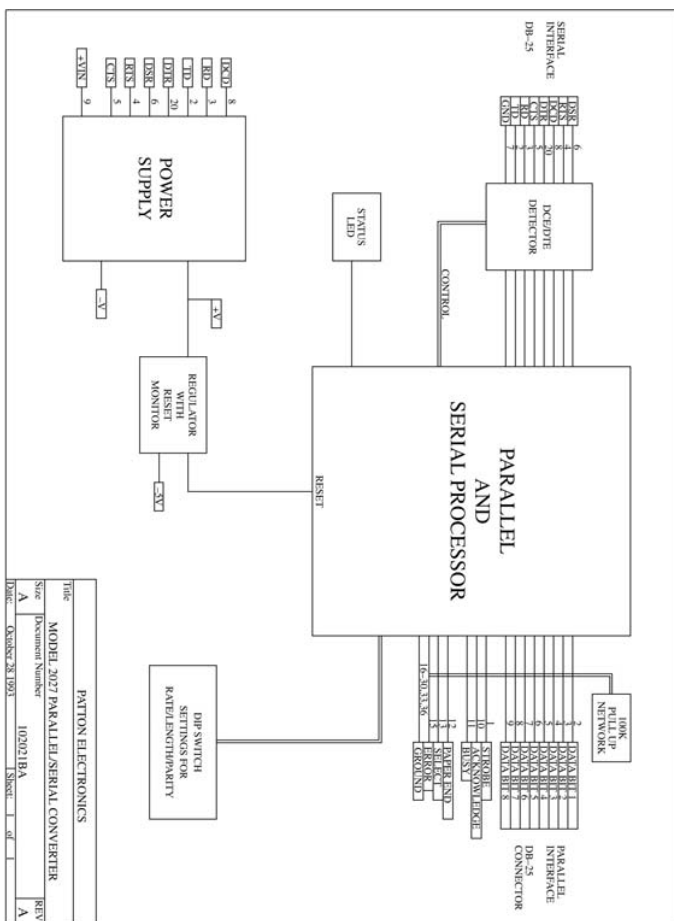 SERIAL
INTERFACE
DB-25
DSR
RTS
DCD
DTR
CTS
RD
TD
GND
6
4
8
20
5
3
2
7
DCE/DTE
DETECTOR
CONTROL
STATUS
LED
DCD
RD
TD
DTR
DSR
RTS
CTS
+VIN
8
3
2
20
6
4
5
9
POWER
SUPPLY
+V
-V
REGULATOR
WITH
RESET
MONITOR
-5V
RESET
PARALLEL
AND
SERIAL PROCESSOR
100K
PULL UP
NETWORK
2
3
4
5
6
7
8
9
DATA BIT 1
DATA BIT 2
DATA BIT 3
DATA BIT 4
DATA BIT 5
DATA BIT 6
DATA BIT 7
DATA BIT 8
PARALLEL
INTERFACE
DB-25
CONNECTOR
1
10
11
STROBE
ACKNOWLEDGE
BUSY
12
13
15
16-30,33,36
PAPER END
SELECT
ERROR
GROUND
DIP SWITCH
SETTINGS FOR
RATE/LENGTH/PARITY
PATTON ELECTRONICS
Title
MODEL 2027 PARALLEL/SERIAL CONVERTER
Size Document Number REV
A 102021BA A
Date: October 28 1993 Sheet: 1 of 1